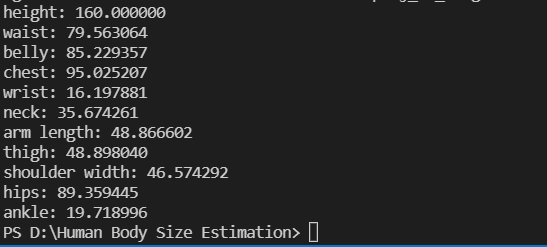 height: 160.000000
waist: 79.563064
belly: 85.229357
chest: 95.025207
wrist: 16.197881
neck: 35.674261
arm length: 48.866602
thigh: 48.898040
shoulder width: 46.574292
hips: 89.359445
ankle: 19.718996
PS D:\Human Body Size Estimation>